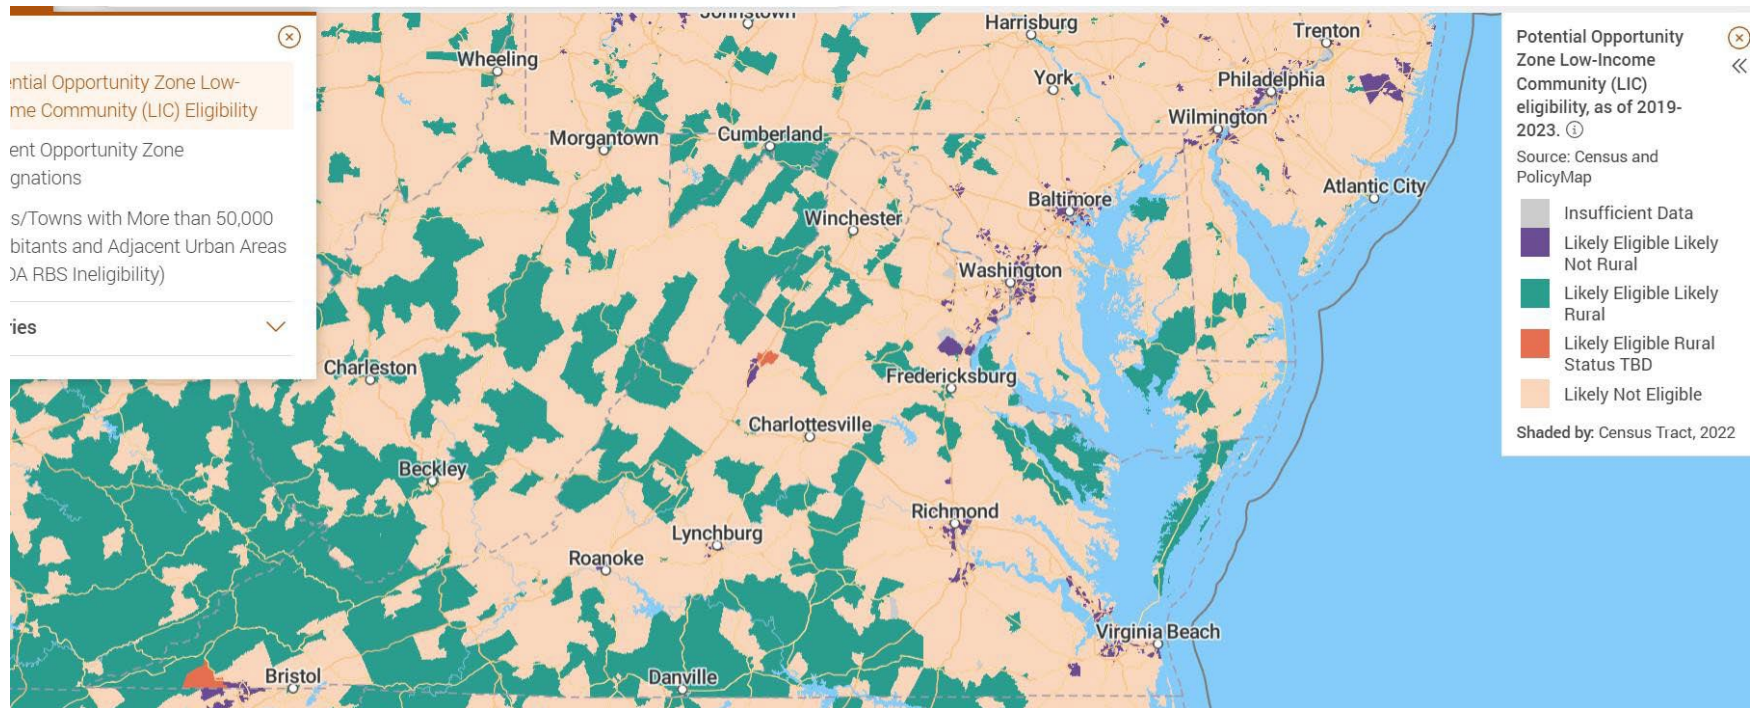 ential Opportunity Zone Low-
me Community (LIC) Eligibility
ent Opportunity Zone
gnations
s/Towns with More than 50,000
bitants and Adjacent Urban Areas
DA RBS Ineligibility)
ries
Johnstown
Harrisburg
Trenton
Wheeling
York
Philadelphia
Wilmington
Morgantown
Cumberland
Atlantic City
Baltimore
Winchester
Washington
Charleston
Fredericksburg
Charlottesville
Beckley
Richmond
Lynchburg
Roanoke
Virginia Beach
Bristol
Danville
Potential Opportunity
Zone Low-Income
Community (LIC)
eligibility, as of 2019-
2023.
Source: Census and
PolicyMap
Insufficient Data
Likely Eligible Likely
Not Rural
Likely Eligible Likely
Rural
Likely Eligible Rural
Status TBD
Likely Not Eligible
Shaded by: Census Tract, 2022